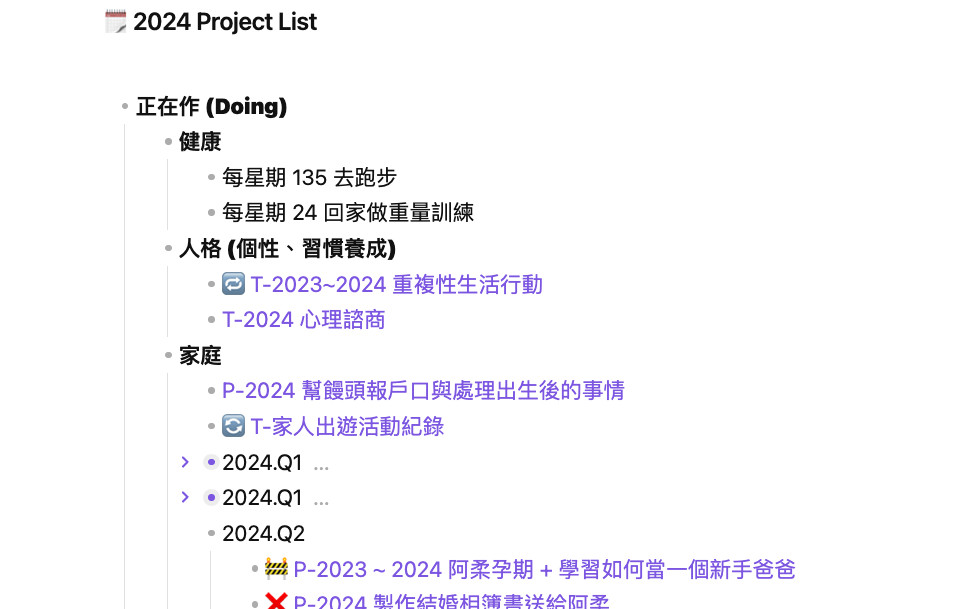 2024 Project List
正在作 (Doing)
健康
每星期 135 去跑步
每星期 24 回家做重量訓練
人格 (個性、習慣養成)
T-2023~2024 重複性生活行動
T-2024 心理諮商
家庭
P-2024 幫饅頭報戶口與處理出生後的事情
T-家人出遊活動紀錄
2024.Q1 ...
2024.Q1 ...
2024.Q2
P-2023 ~ 2024 阿柔孕期 + 學習如何當一個新手爸爸
P-2024 製作結婚相簿書送給阿柔